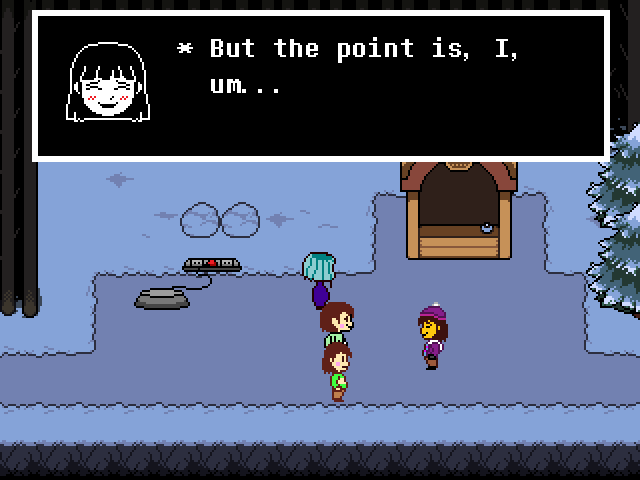 * But the point is, I,
um...